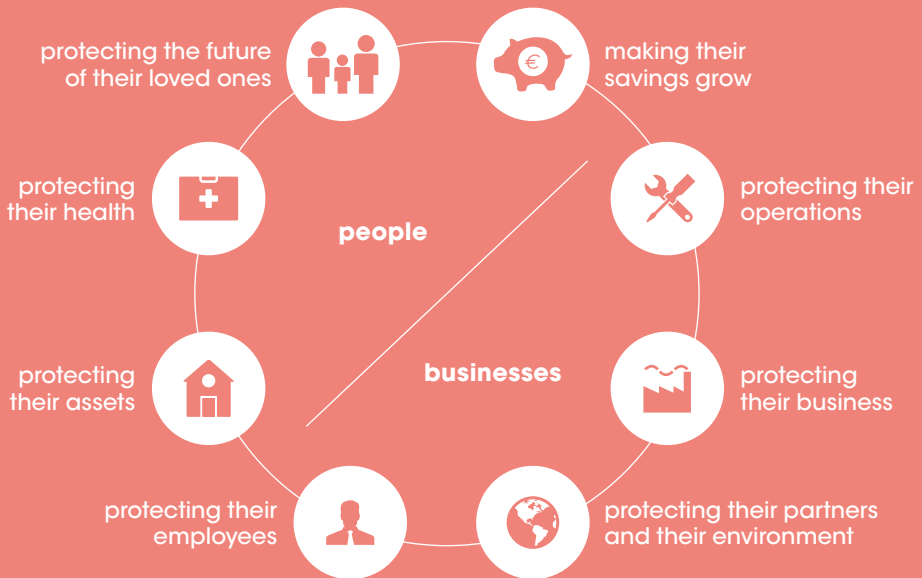 protecting the future
of their loved ones
making their
savings grow
€
protecting
their health
protecting their
operations
people
businesses
protecting
their assets
protecting
their business
protecting their
employees
protecting their partners
and their environment